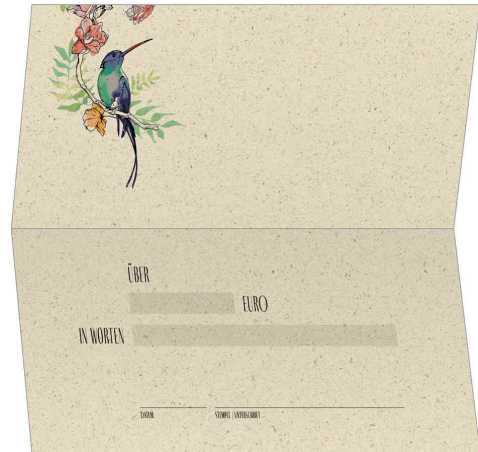 ÜBER
EURO
IN WORTEN
DATUM
STEMPEL | UNTERSCHRIFT